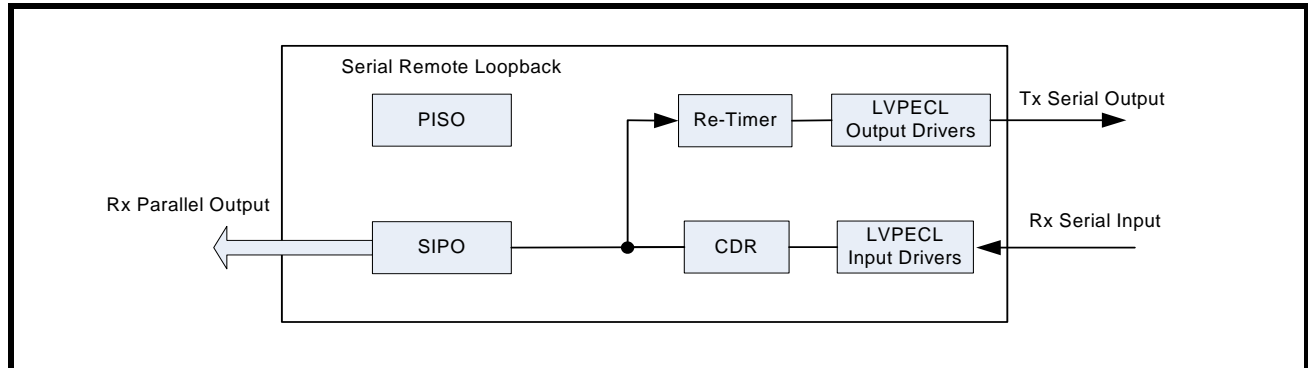 Serial Remote Loopback
PISO
Re-Timer
LVPECL
Output Drivers
Tx Serial Output
Rx Parallel Output
SIPO
CDR
LVPECL
Input Drivers
Rx Serial Input